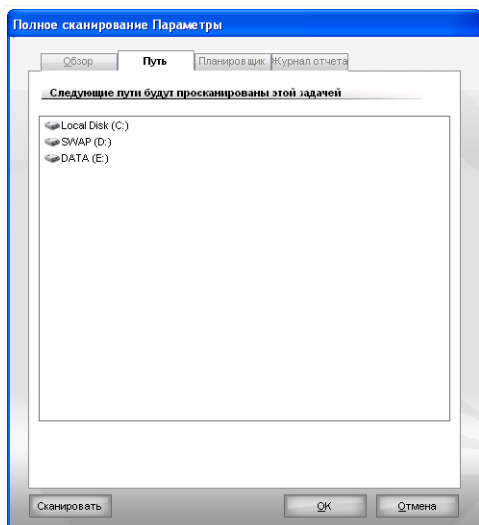 Полное сканирование Параметры
Обзор Путь Планировщик Журнал отчета
Следующие пути будут просканированы этой задачей
Local Disk (C:)
SWAP (D:)
DATA (E:)
Сканировать OK Отмена